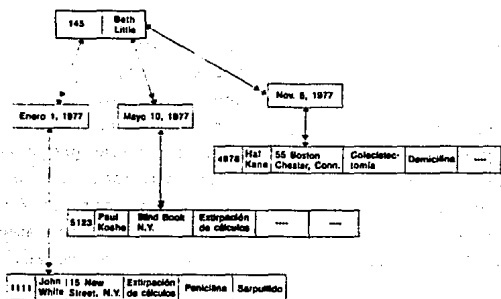 145 Beth Little
Nov. 5, 1977
Enero 1, 1977
Mayo 10, 1977
4878 Hal Kane 55 Boston Chester, Conn. Colecistec-tomía Demicilina ----
5123 Paul Koshe Blind Book N.Y. Extirpación de cálculos ---- ----
1111 John White 15 New Street, N.Y. Extirpación de cálculos Penicilina Sarpullido